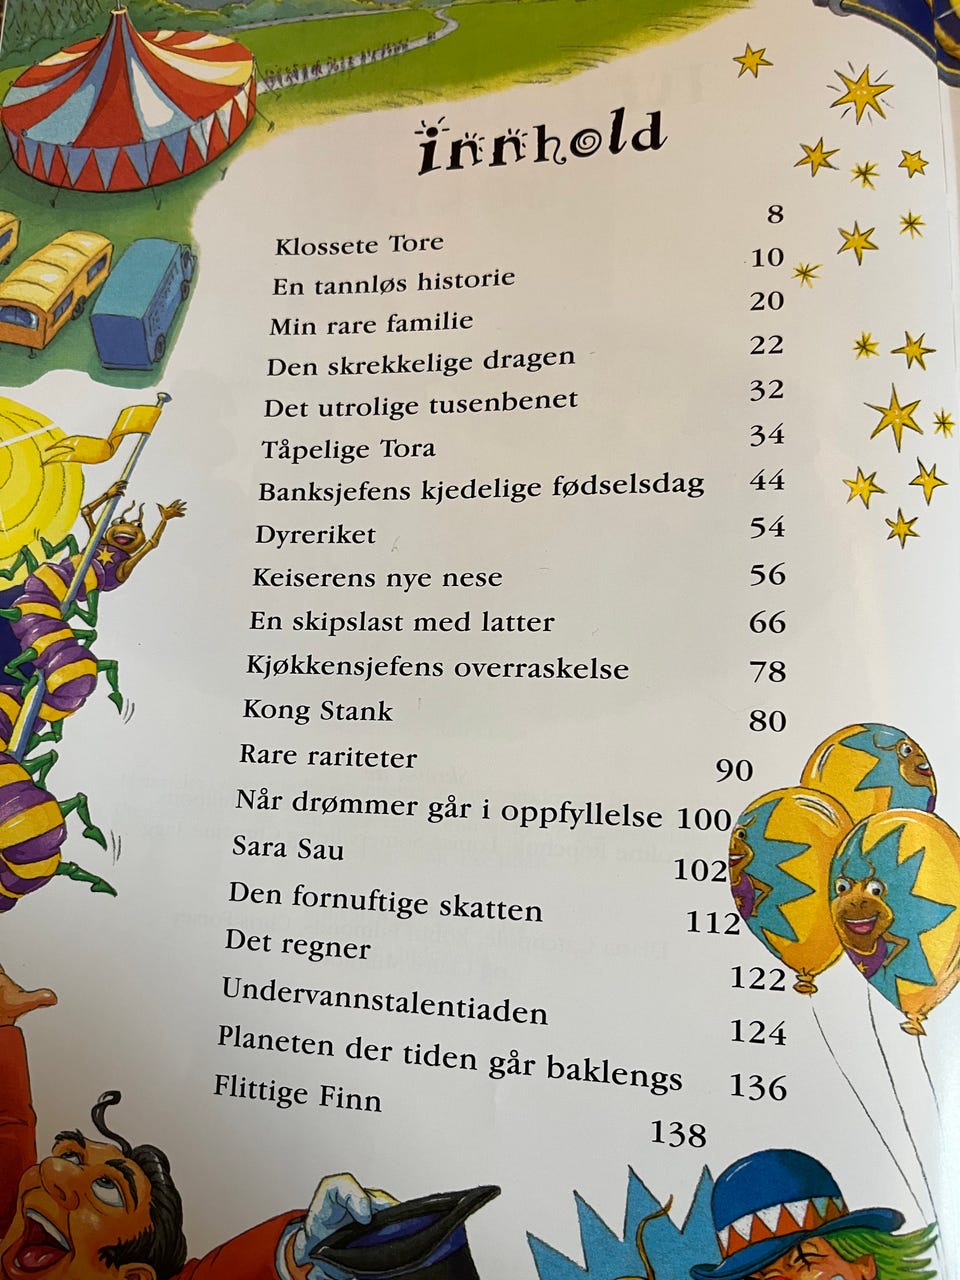 innhold
Klossete Tore 8
En tannløs historie 10
Min rare familie 20
Den skrekkelige dragen 22
Det utrolige tusenbenet 32
Tåpelige Tora 34
Banksjefens kjedelige fødselsdag 44
Dyreriket 54
Keiserens nye nese 56
En skipslast med latter 66
Kjøkkensjefens overraskelse 78
Kong Stank 80
Rare rariteter 90
Når drømmer går i oppfyllelse 100
Sara Sau 102
Den fornuftige skatten 112
Det regner 122
Undervannstalentiaden 124
Planeten der tiden går baklengs 136
Flittige Finn 138